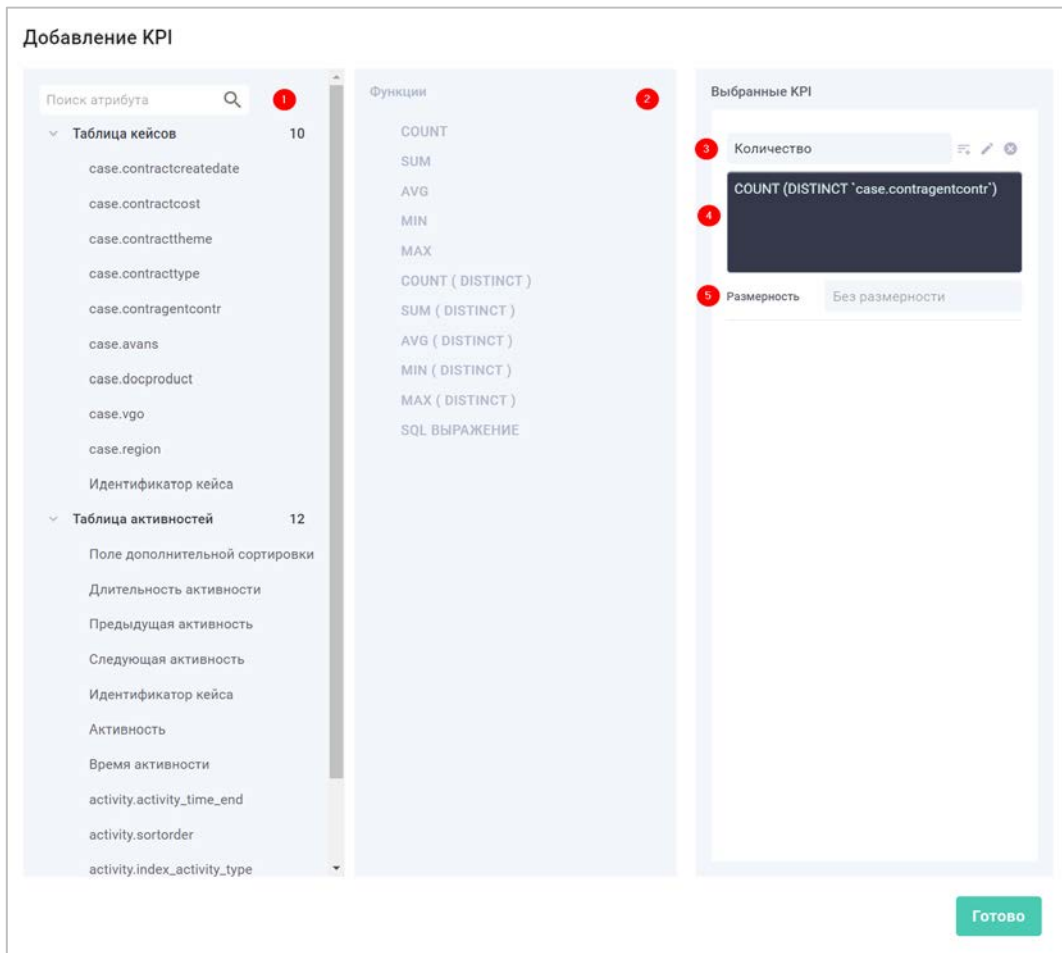 Добавление KPI
Поиск атрибута
1
Таблица кейсов 10
case.contractcreatedate
case.contractcost
case.contracttheme
case.contracttype
case.contragentcontr
case.avans
case.docproduct
case.vgo
case.region
Идентификатор кейса
Таблица активностей 12
Поле дополнительной сортировки
Длительность активности
Предыдущая активность
Следующая активность
Идентификатор кейса
Активность
Время активности
activity.activity_time_end
activity.sortorder
activity.index_activity_type
Функции
2
COUNT
SUM
AVG
MIN
MAX
COUNT ( DISTINCT )
SUM ( DISTINCT )
AVG ( DISTINCT )
MIN ( DISTINCT )
MAX ( DISTINCT )
SQL ВЫРАЖЕНИЕ
Выбранные KPI
3 Количество
COUNT (DISTINCT `case.contragentcontr`)
4
5 Размерность Без размерности
Готово